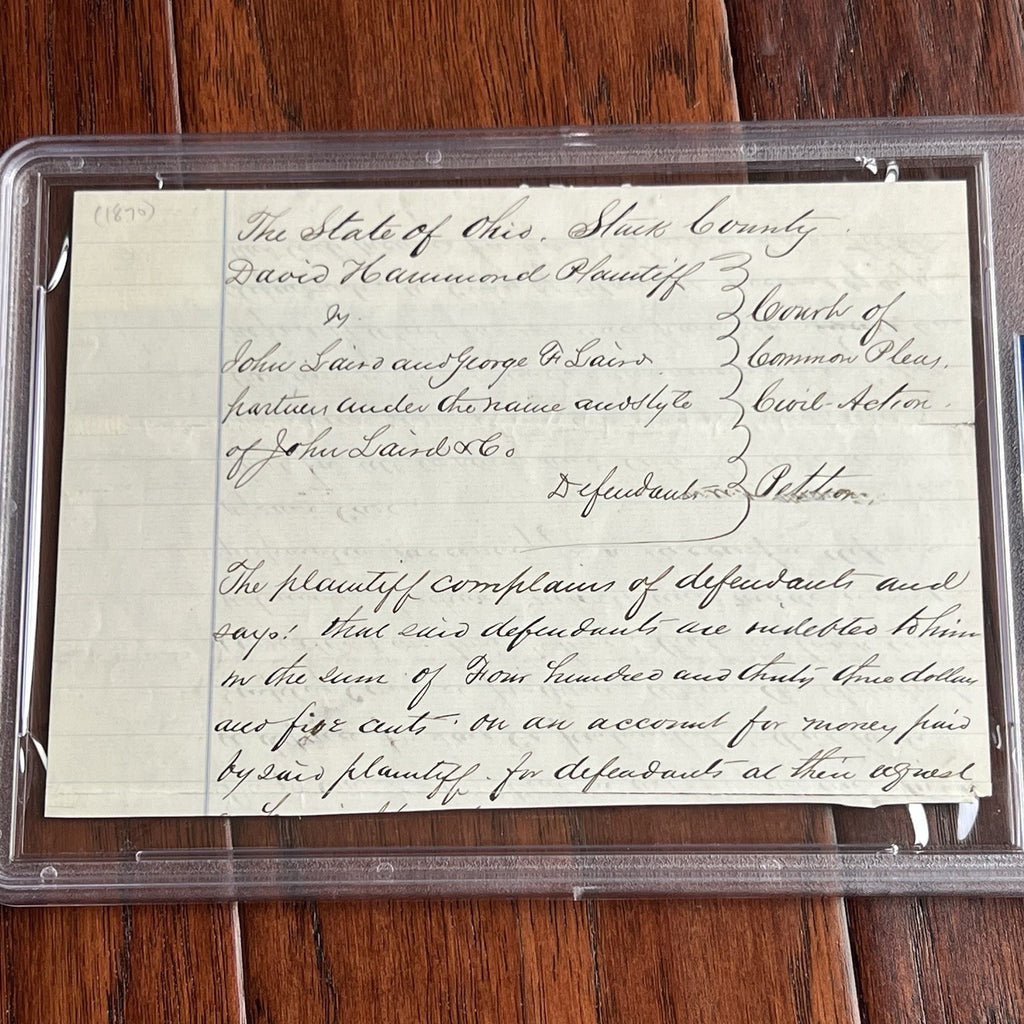 (1870)
The State of Ohio. Stark County.
David Hammond Plaintiff
vs.
Court of
John Laird and George F Laird
Common Pleas.
partners under the name and style
Civil-Action.
of John Laird & Co
Defendants
Petition.
The plaintiff complains of defendants and
says: that said defendants are indebted to him
in the sum of Four hundred and thirty three dollars
and five cents. on an account for money paid
by said plaintiff. for defendants at their request